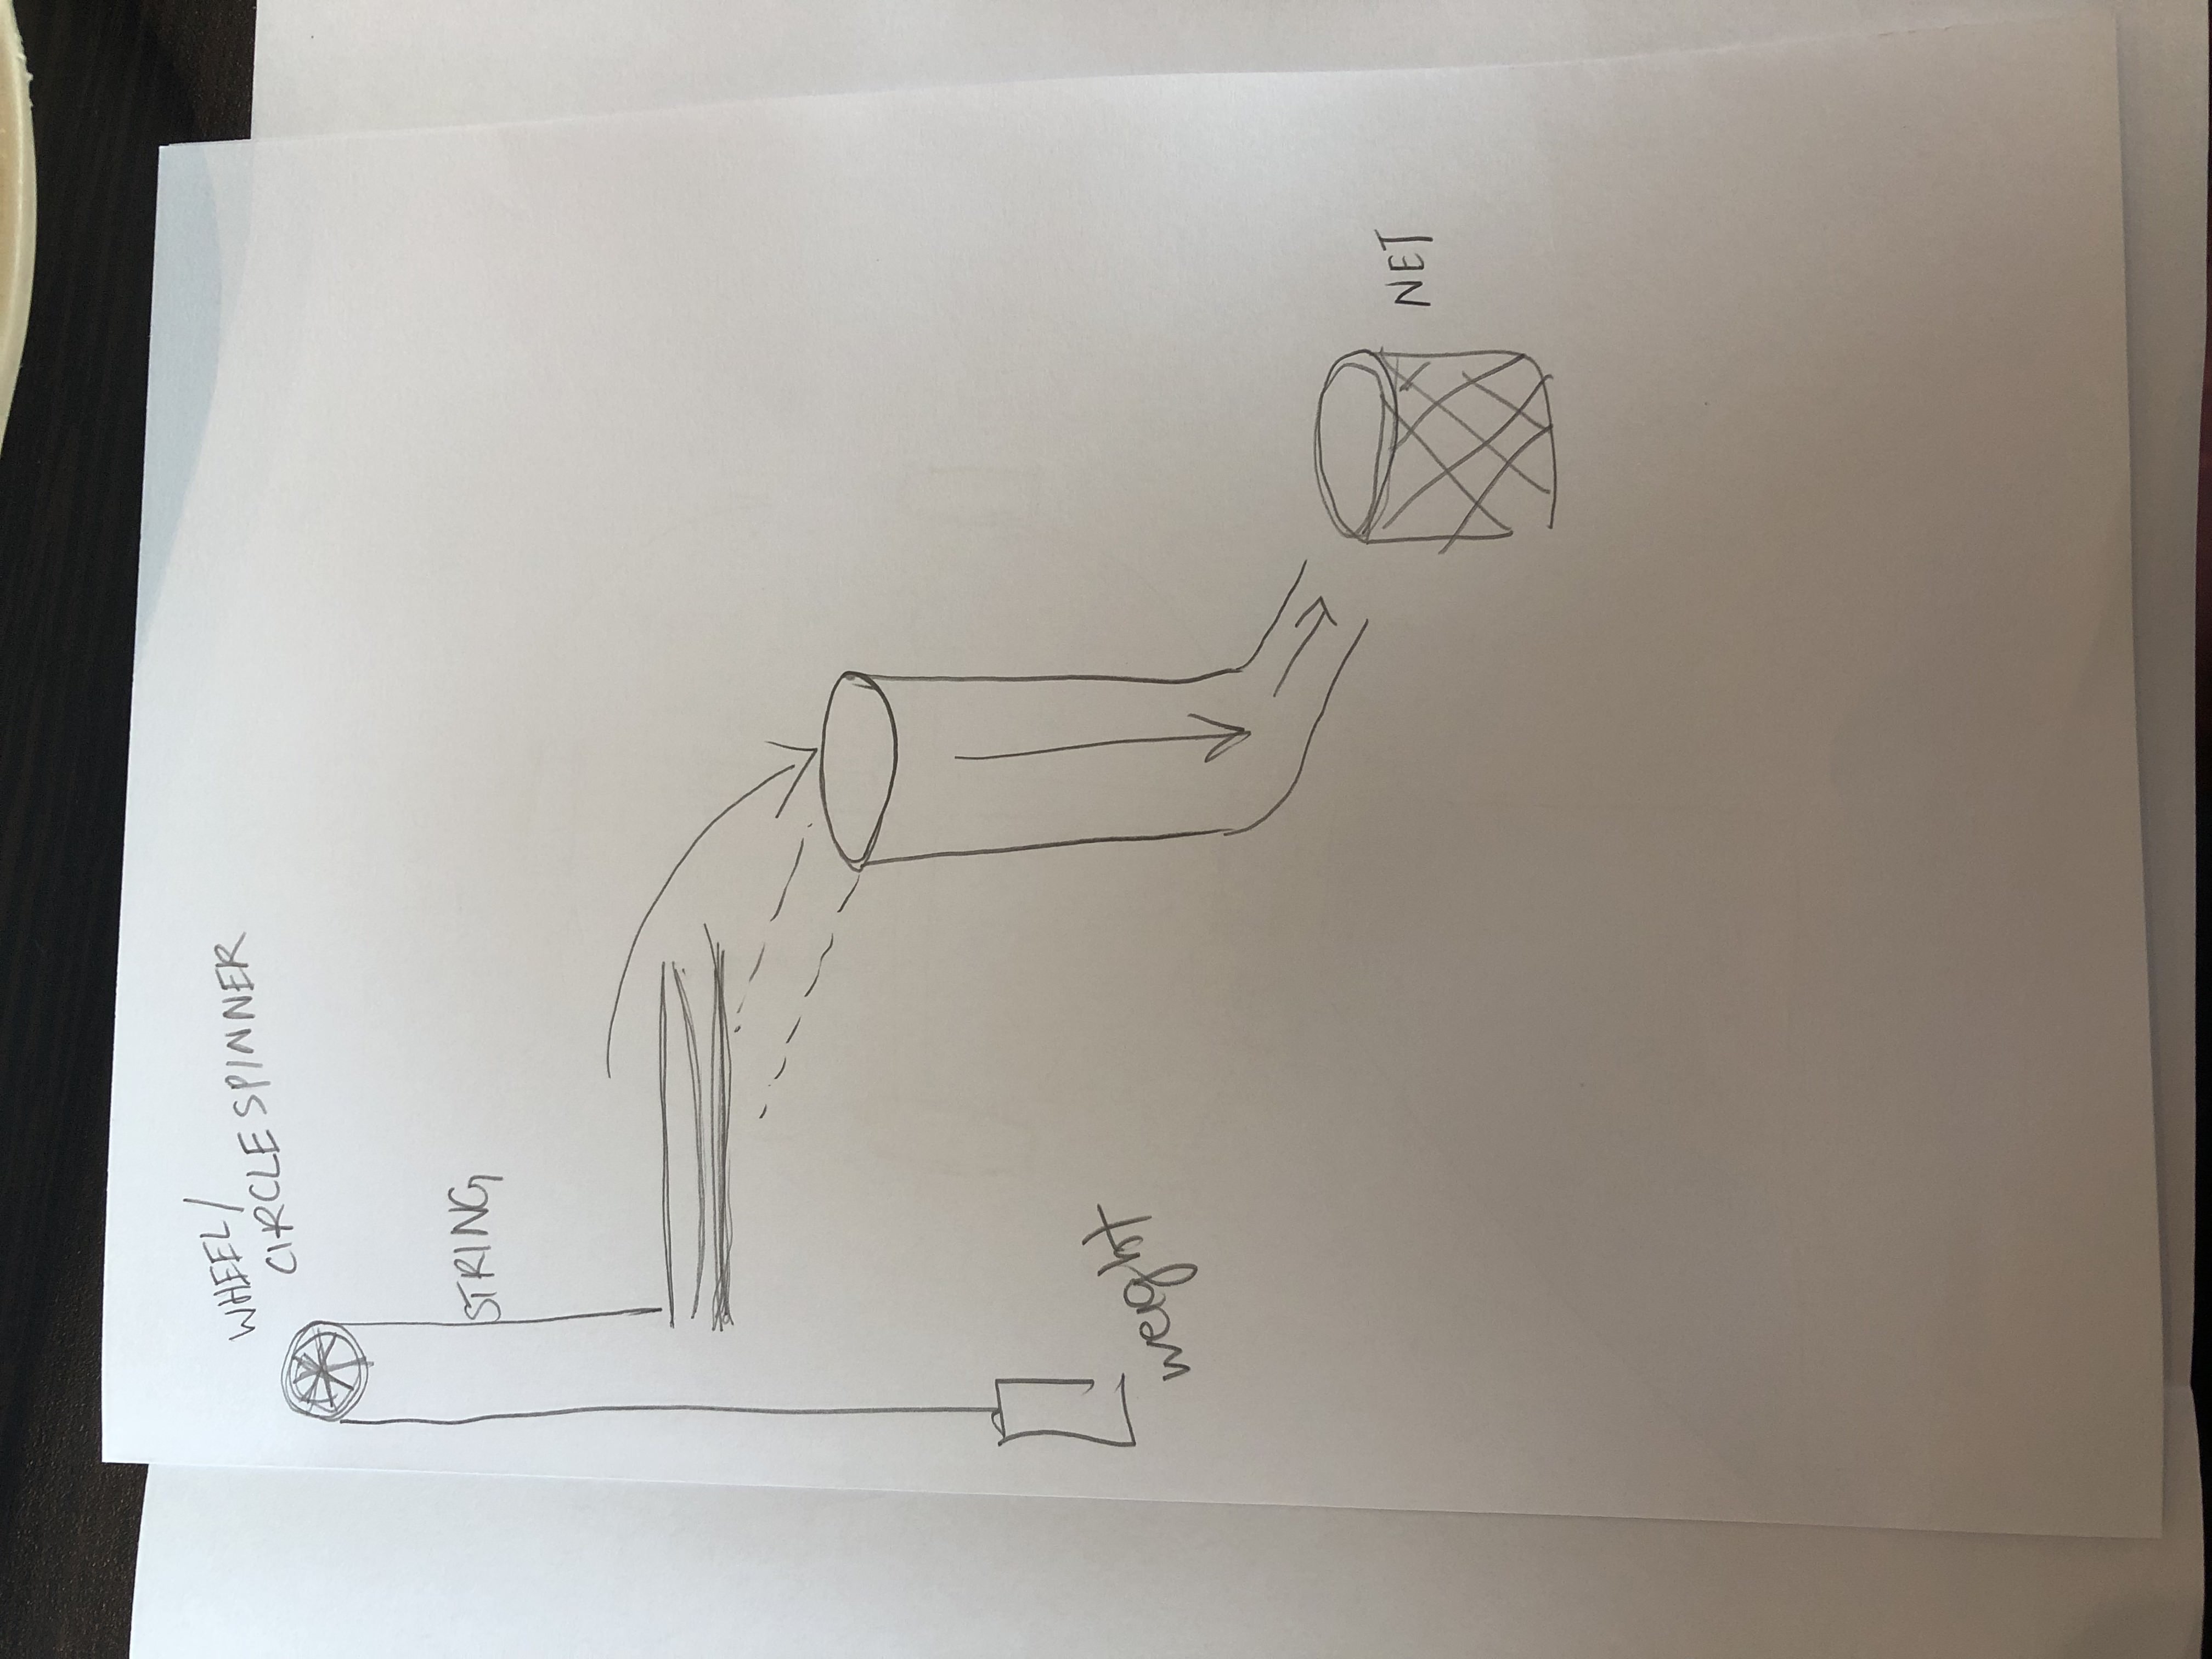 WHEEL/
CIRCLE SPINNER
STRING
weight
NET